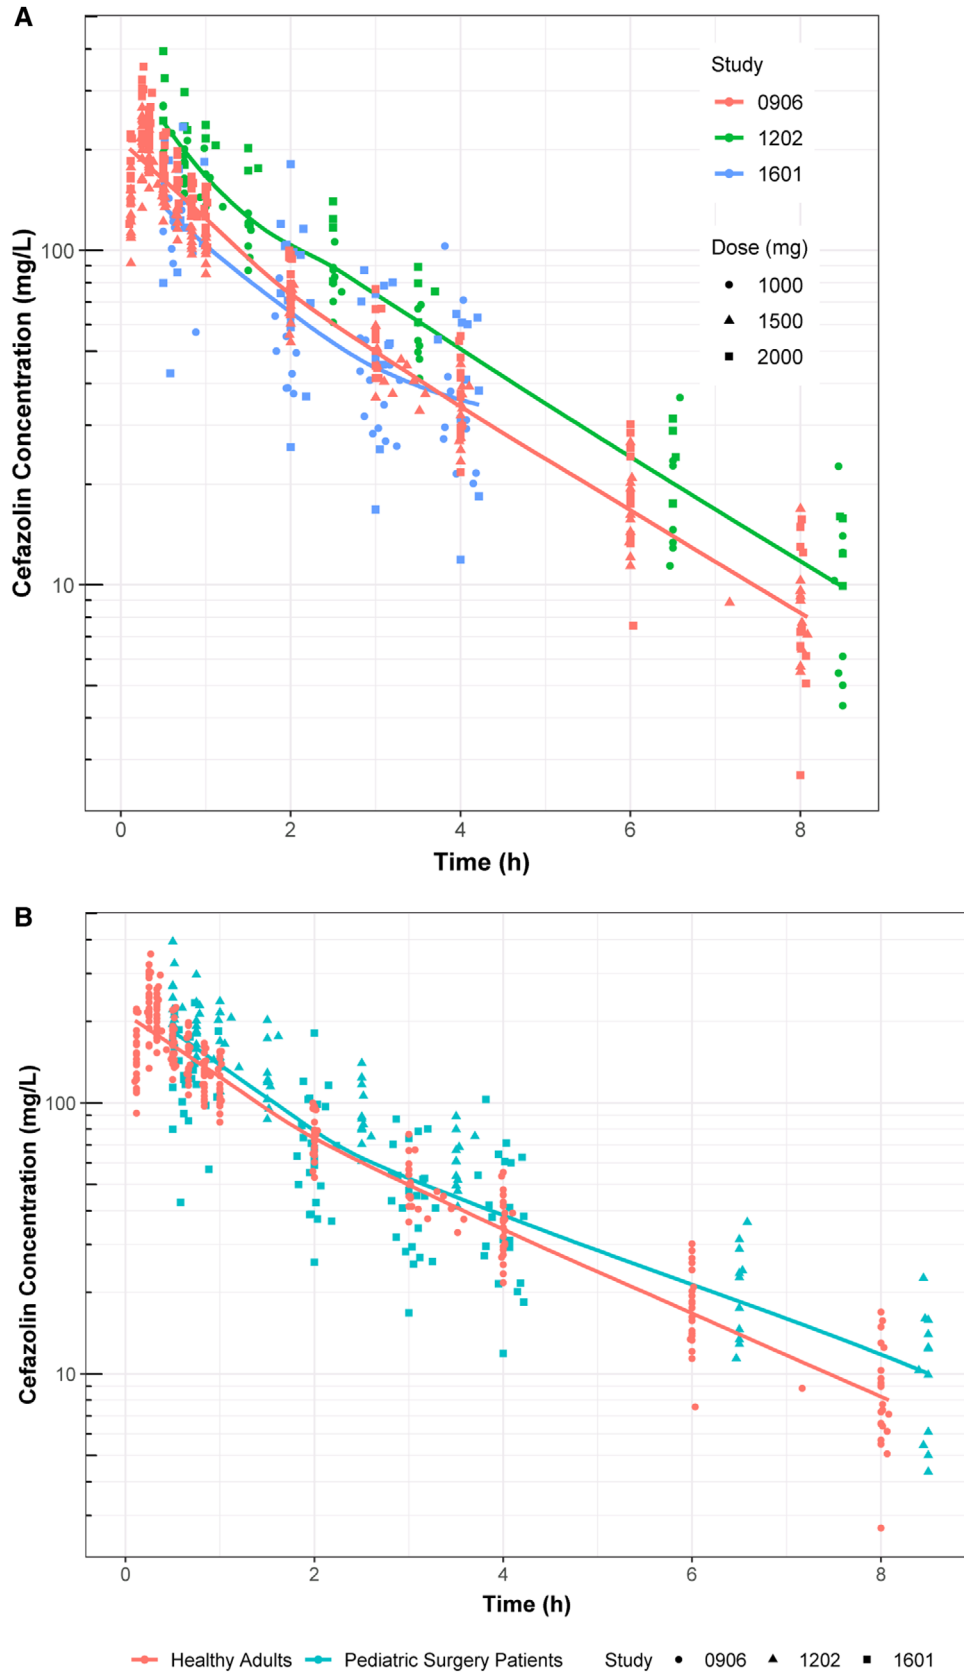 A
Study
0906
1202
1601
Dose (mg)
1000
1500
2000
Cefazolin Concentration (mg/L)
100
10
0 2 4 6 8
Time (h)
B
Cefazolin Concentration (mg/L)
100
10
0 2 4 6 8
Time (h)
Healthy Adults Pediatric Surgery Patients Study 0906 1202 1601